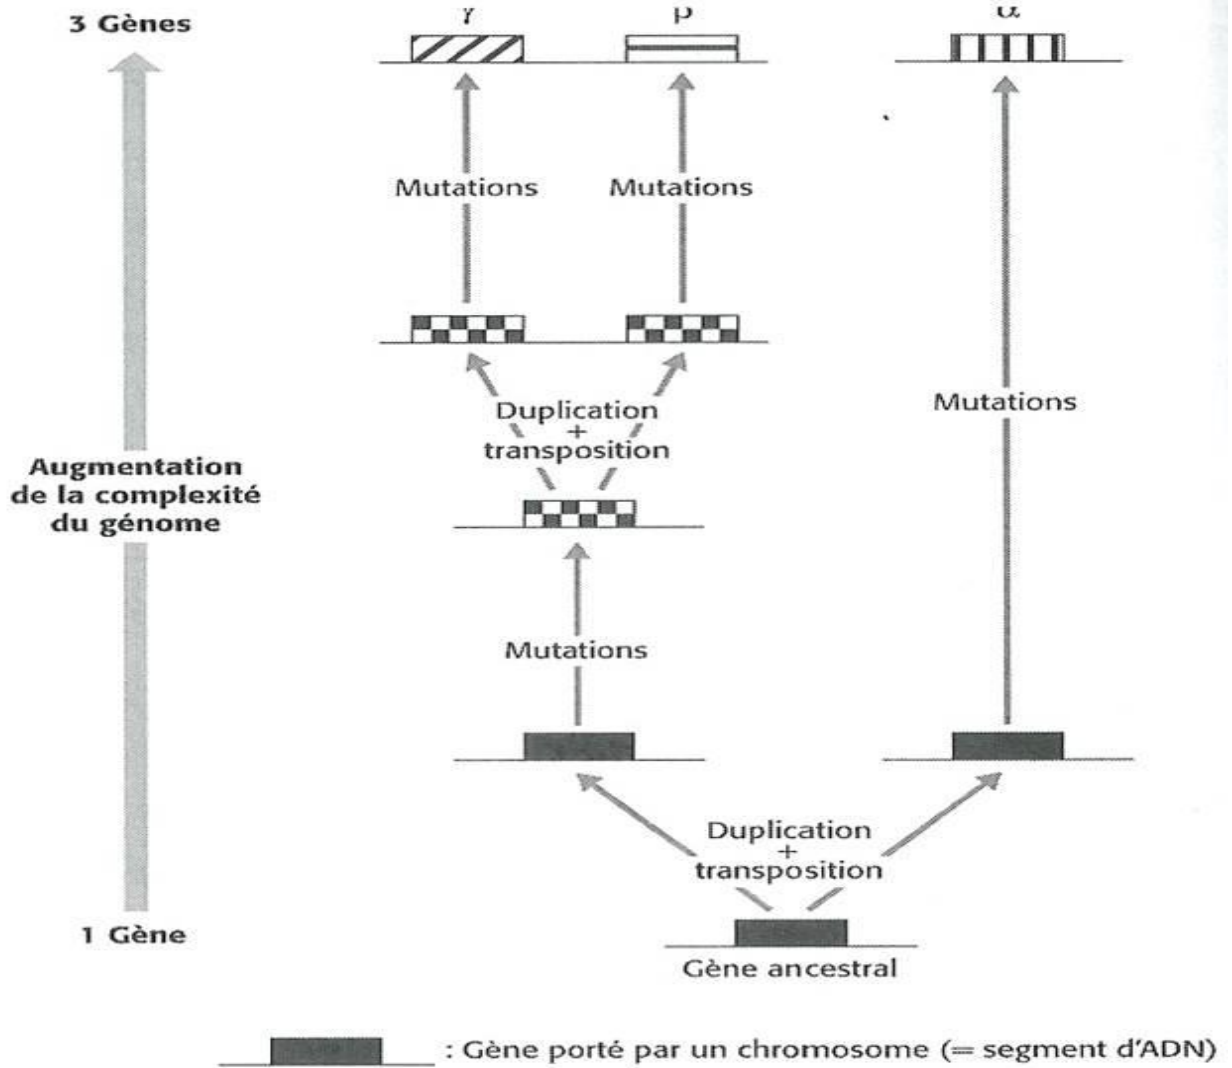 3 Gènes
γ β α
Mutations Mutations
Mutations
Duplication
+
transposition
Augmentation
de la complexité
du génome
Mutations
Duplication
+
transposition
1 Gène
Gène ancestral
: Gène porté par un chromosome (= segment d'ADN)